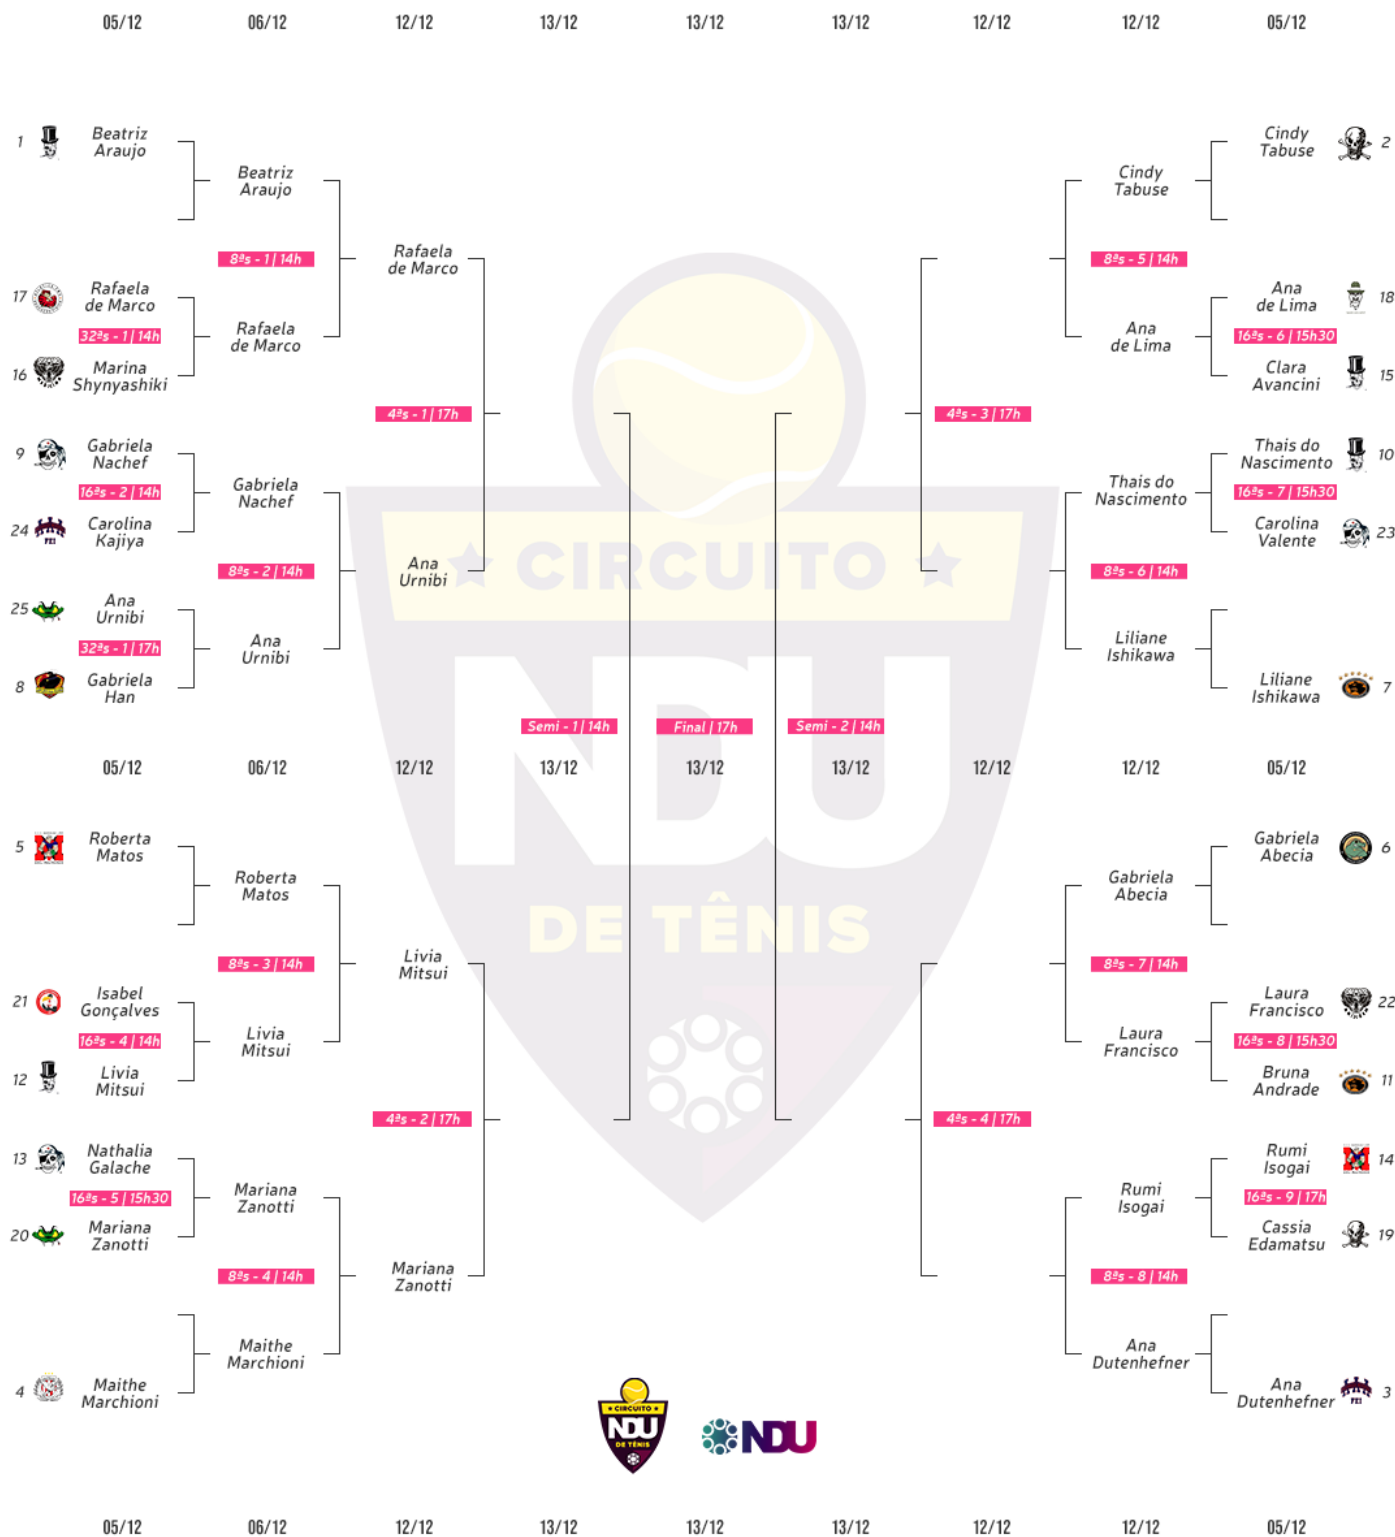 05/12 06/12 12/12 13/12 13/12 13/12 12/12 12/12 05/12
1 Beatriz
Araujo
Beatriz
Araujo
8ªs - 1 | 14h
17 Rafaela
de Marco
32ªs - 1 | 14h
16 Marina
Shynyashiki
Rafaela
de Marco
Rafaela
de Marco
4ªs - 1 | 17h
9 Gabriela
Nachef
16ªs - 2 | 14h
24 Carolina
Kajiya
FEI
Gabriela
Nachef
8ªs - 2 | 14h
Ana
Urnibi
25 Ana
Urnibi
32ªs - 1 | 17h
8 Gabriela
Han
Ana
Urnibi
Cindy
Tabuse
2
Cindy
Tabuse
8ªs - 5 | 14h
Ana
de Lima
18
16ªs - 6 | 15h30
Clara
Avancini
15
Ana
de Lima
4ªs - 3 | 17h
Thais do
Nascimento
10
16ªs - 7 | 15h30
Carolina
Valente
23
Thais do
Nascimento
8ªs - 6 | 14h
Liliane
Ishikawa
Liliane
Ishikawa
7
CIRCUITO
NDU
DE TÊNIS
Semi - 1 | 14h
Final | 17h
Semi - 2 | 14h
05/12 06/12 12/12 13/12 13/12 13/12 12/12 12/12 05/12
5 Roberta
Matos
Roberta
Matos
8ªs - 3 | 14h
Livia
Mitsui
21 Isabel
Gonçalves
16ªs - 4 | 14h
12 Livia
Mitsui
Livia
Mitsui
4ªs - 2 | 17h
13 Nathalia
Galache
16ªs - 5 | 15h30
20 Mariana
Zanotti
Mariana
Zanotti
8ªs - 4 | 14h
Mariana
Zanotti
Maithe
Marchioni
4 Maithe
Marchioni
Gabriela
Abecia
6
Gabriela
Abecia
8ªs - 7 | 14h
Laura
Francisco
22
16ªs - 8 | 15h30
Bruna
Andrade
11
Laura
Francisco
4ªs - 4 | 17h
Rumi
Isogai
14
16ªs - 9 | 17h
Cassia
Edamatsu
19
Rumi
Isogai
8ªs - 8 | 14h
Ana
Dutenhefner
Ana
Dutenhefner
FEI
3
CIRCUITO
NDU
DE TÊNIS
NDU
05/12 06/12 12/12 13/12 13/12 13/12 12/12 12/12 05/12